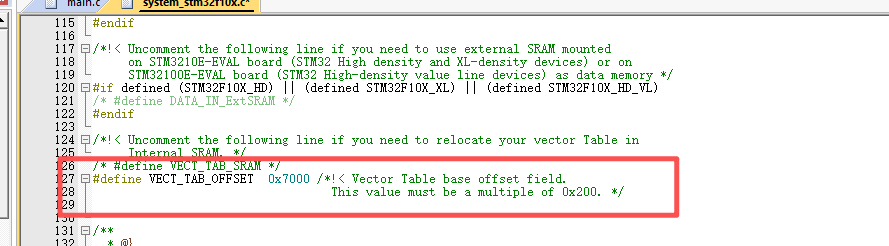 main.c system_stm32f10x.c*
115 #endif
116
117 /*!< Uncomment the following line if you need to use external SRAM mounted
118 on STM3210E-EVAL board (STM32 High density and XL-density devices) or on
119 STM32100E-EVAL board (STM32 High-density value line devices) as data memory */
120 #if defined (STM32F10X_HD) || (defined STM32F10X_XL) || (defined STM32F10X_HD_VL)
121 /* #define DATA_IN_ExtSRAM */
122 #endif
123
124 /*!< Uncomment the following line if you need to relocate your vector Table in
125 Internal SRAM. */
126 /* #define VECT_TAB_SRAM */
127 #define VECT_TAB_OFFSET 0x7000 /*!< Vector Table base offset field.
128 This value must be a multiple of 0x200. */
129
130
131 /**
132 * @}